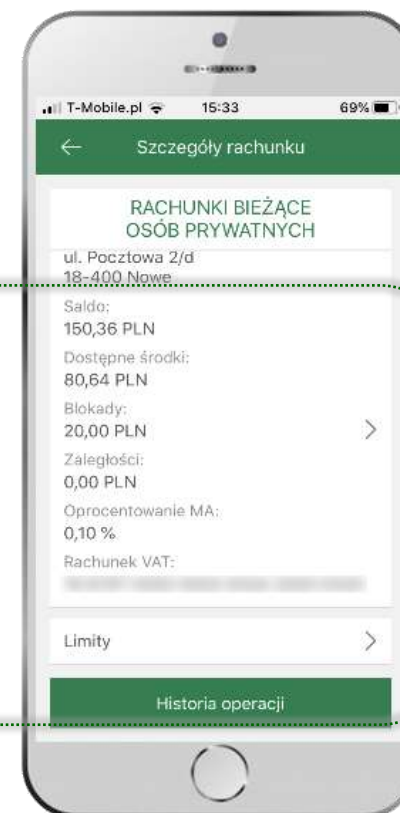 T-Mobile.pl 15:33 69%
Szczegóły rachunku
RACHUNKI BIEŻĄCE
OSÓB PRYWATNYCH
ul. Pocztowa 2/d
18-400 Nowe
Saldo:
150,36 PLN
Dostępne środki:
80,64 PLN
Blokady:
20,00 PLN
Zaległości:
0,00 PLN
Oprocentowanie MA:
0,10 %
Rachunek VAT:
Limity
Historia operacji